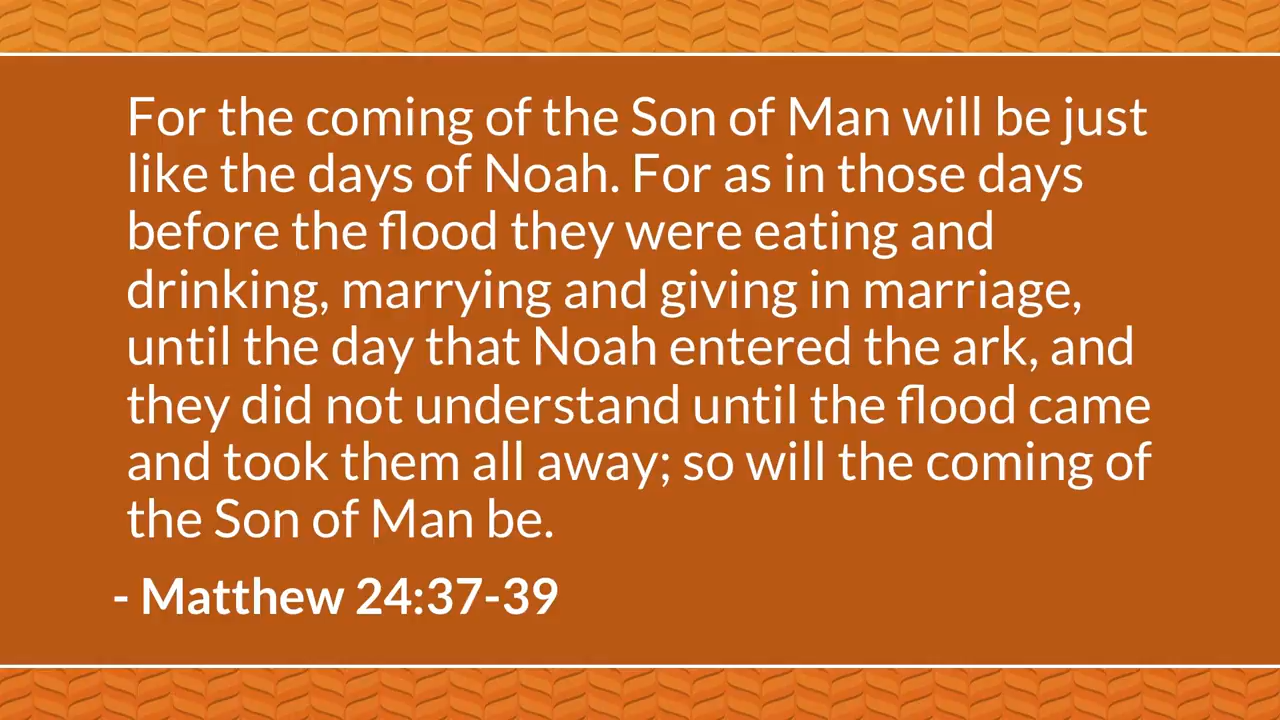 For the coming of the Son of Man will be just
like the days of Noah. For as in those days
before the flood they were eating and
drinking, marrying and giving in marriage,
until the day that Noah entered the ark, and
they did not understand until the flood came
and took them all away; so will the coming of
the Son of Man be.
- Matthew 24:37-39